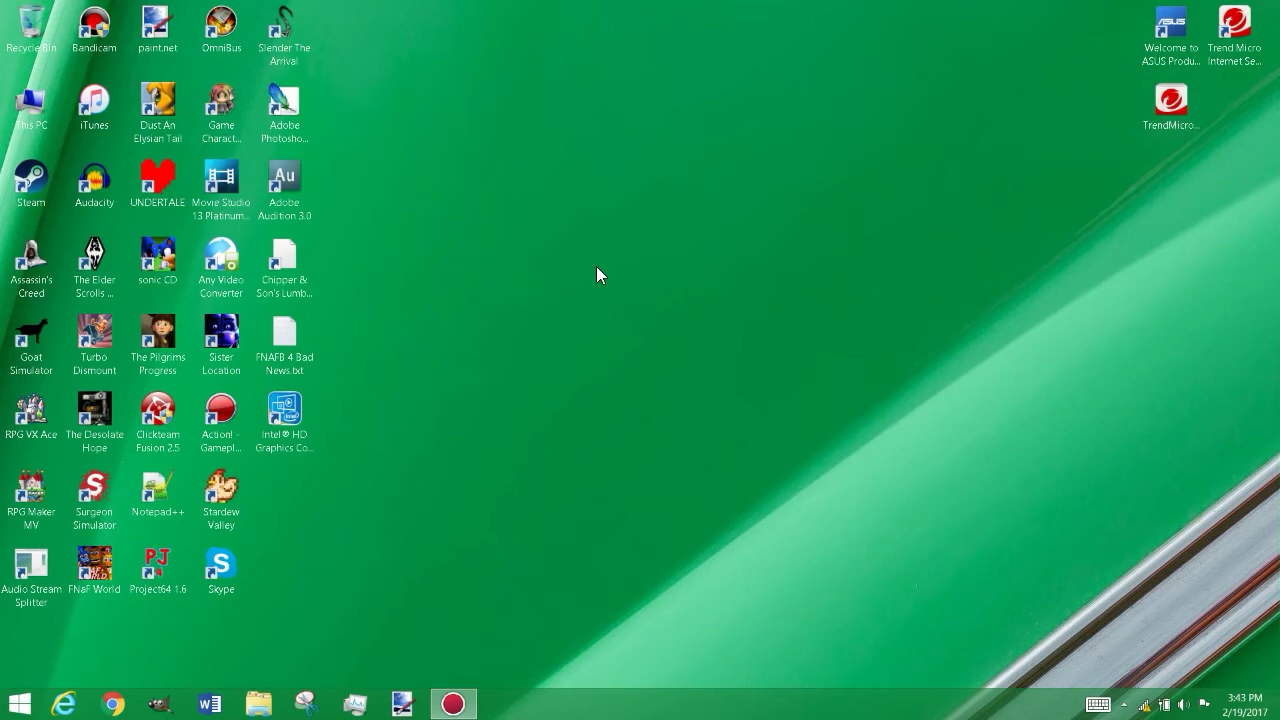 Recycle Bin
Bandicam
paint.net
OmniBus
Slender The
Arrival
Welcome to
ASUS Produ...
Trend Micro
Internet Se...
This PC
iTunes
Dust An
Elysian Tail
Game
Charact...
Adobe
Photosho...
TrendMicro...
Steam
Audacity
UNDERTALE
Movie Studio
13 Platinum...
Au
Adobe
Audition 3.0
Assassin's
Creed
The Elder
Scrolls ...
sonic CD
Any Video
Converter
Chipper &
Son's Lumb...
Goat
Simulator
Turbo
Dismount
The Pilgrims
Progress
Sister
Location
FNAFB 4 Bad
News.txt
RPG VX Ace
The Desolate
Hope
Clickteam
Fusion 2.5
Action! -
Gamepl...
Intel® HD
Graphics Co...
RPG Maker
MV
Surgeon
Simulator
Notepad++
Stardew
Valley
Audio Stream
Splitter
FNaF World
PJ
Project64 1.6
Skype
3:43 PM
2/19/2017